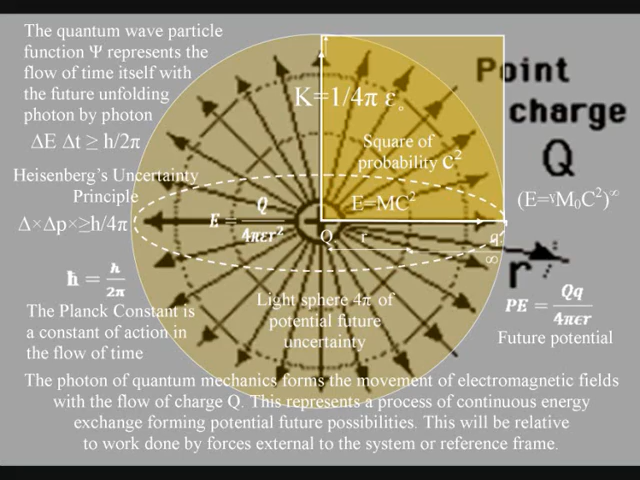 The quantum wave particle
function Ψ represents the
flow of time itself with
the future unfolding
photon by photon
ΔE Δt ≥ h/2π
Heisenberg's Uncertainty
Principle
Δ×Δp×≥h/4π
ħ = h/2π
The Planck Constant is
a constant of action in
the flow of time
K=1/4π ε。
Square of
probability C²
E=MC²
E = Q/4πεr²
Q r q
∞
Light sphere 4π of
potential future
uncertainty
Point
charge
Q
(E=ᵞM₀C²)∞
r
PE = Qq/4πεr
Future potential
The photon of quantum mechanics forms the movement of electromagnetic fields
with the flow of charge Q. This represents a process of continuous energy
exchange forming potential future possibilities. This will be relative
to work done by forces external to the system or reference frame.